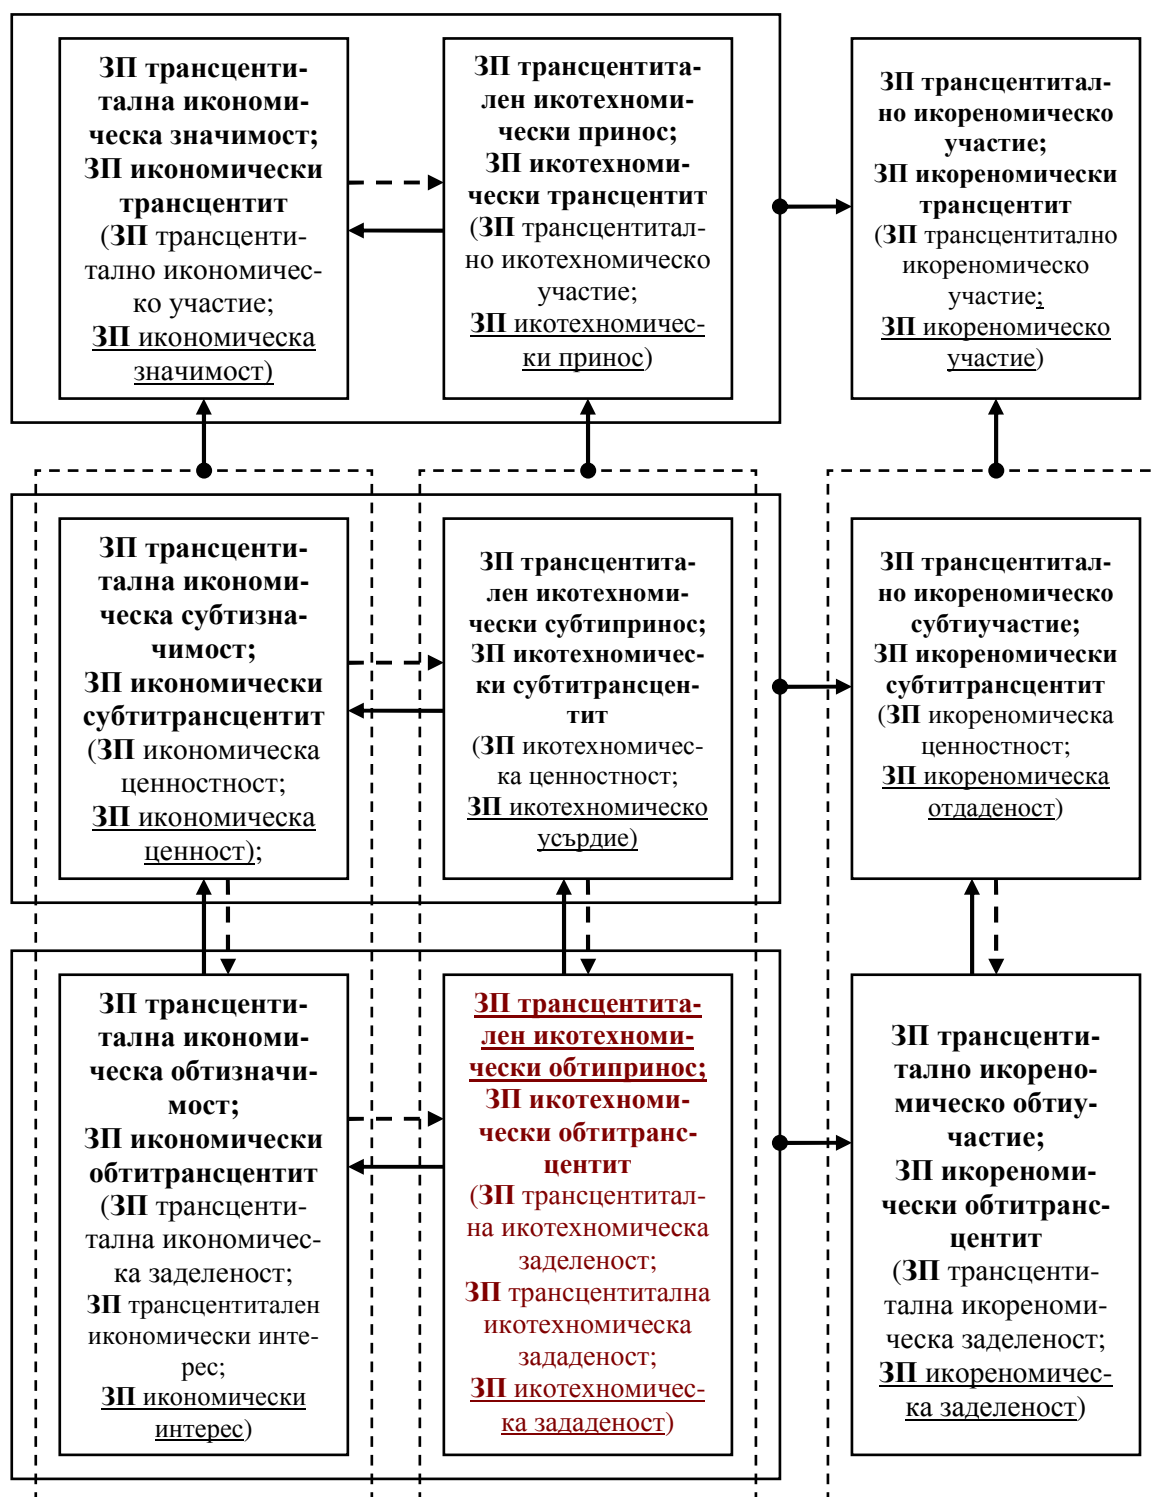 ЗП трансценти-
тална икономи-
ческа значимост;
ЗП икономически
трансцентит
(ЗП трансценти-
тално икономичес-
ко участие;
ЗП икономическа
значимост)
ЗП трансцентита-
лен икотехноми-
чески принос;
ЗП икотехноми-
чески трансцентит
(ЗП трансцентитал-
но икотехномическо
участие;
ЗП икотехномичес-
ки принос)
ЗП трансцентитал-
но икореномическо
участие;
ЗП икореномически
трансцентит
(ЗП трансцентитално
икореномическо
участие;
ЗП икореномическо
участие)
ЗП трансценти-
тална икономи-
ческа субтизна-
чимост;
ЗП икономически
субтитрансцентит
(ЗП икономическа
ценностност;
ЗП икономическа
ценност);
ЗП трансцентита-
лен икотехноми-
чески субтипринос;
ЗП икотехномичес-
ки субтитрансцен-
тит
(ЗП икотехномичес-
ка ценностност;
ЗП икотехномическо
усърдие)
ЗП трансцентитал-
но икореномическо
субтиучастие;
ЗП икореномически
субтитрансцентит
(ЗП икореномическа
ценностност;
ЗП икореномическа
отдаденост)
ЗП трансценти-
тална икономи-
ческа обтизначи-
мост;
ЗП икономически
обтитрансцентит
(ЗП трансценти-
тална икономичес-
ка заделеност;
ЗП трансцентитален
икономически инте-
рес;
ЗП икономически
интерес)
ЗП трансцентита-
лен икотехноми-
чески обтипринос;
ЗП икотехноми-
чески обтитранс-
центит
(ЗП трансцентитал-
на икотехномическа
заделеност;
ЗП трансцентитална
икотехномическа
зададеност;
ЗП икотехномичес-
ка зададеност)
ЗП трансценти-
тално икорено-
мическо обтиу-
частие;
ЗП икореноми-
чески обтитранс-
центит
(ЗП трансценти-
тална икореноми-
ческа заделеност;
ЗП икореномичес-
ка заделеност)